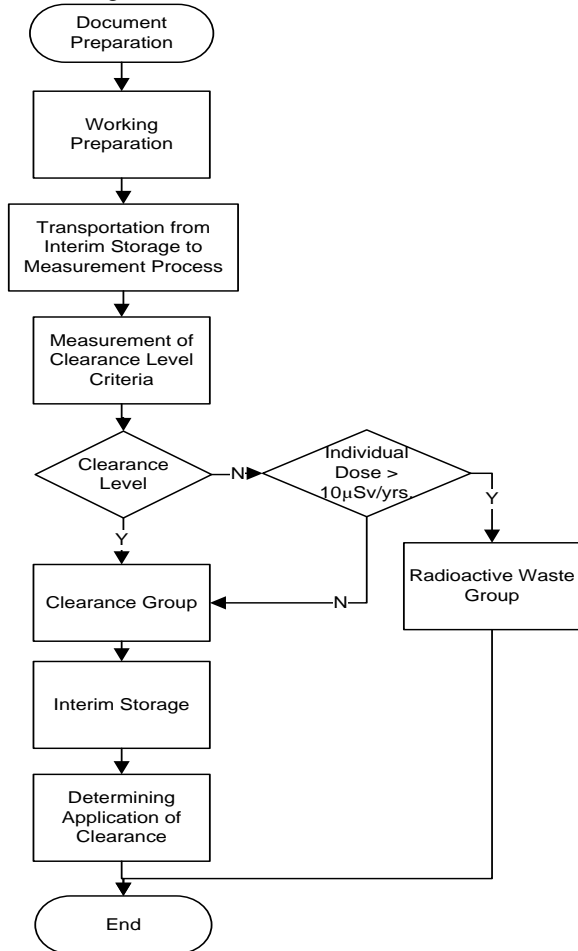 Document
Preparation
Working
Preparation
Transportation from
Interim Storage to
Measurement Process
Measurement of
Clearance Level
Criteria
Clearance
Level
N
Individual
Dose >
10μSv/yrs.
Y
Y
Radioactive Waste
Group
Clearance Group
N
Interim Storage
Determining
Application of
Clearance
End